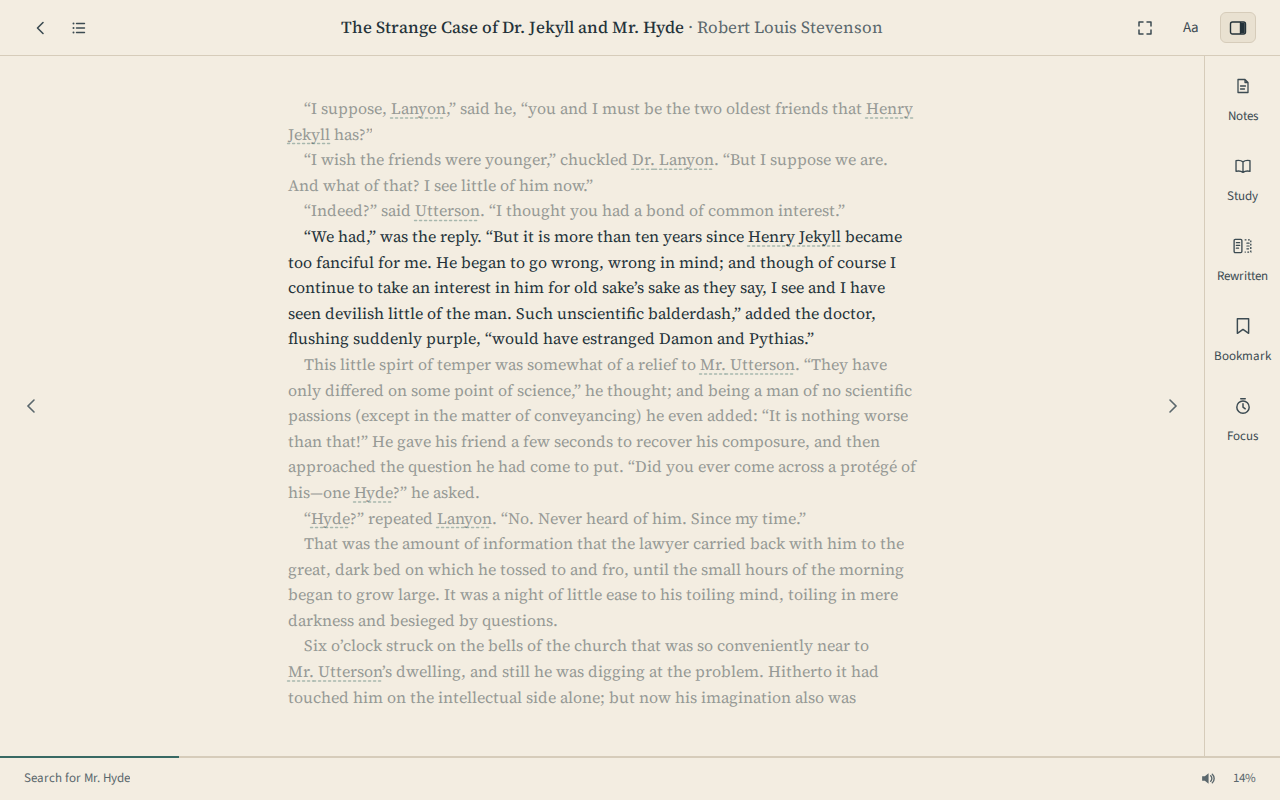 The Strange Case of Dr. Jekyll and Mr. Hyde · Robert Louis Stevenson
Aa
“I suppose, Lanyon,” said he, “you and I must be the two oldest friends that Henry
Jekyll has?”
“I wish the friends were younger,” chuckled Dr. Lanyon. “But I suppose we are.
And what of that? I see little of him now.”
“Indeed?” said Utterson. “I thought you had a bond of common interest.”
“We had,” was the reply. “But it is more than ten years since Henry Jekyll became
too fanciful for me. He began to go wrong, wrong in mind; and though of course I
continue to take an interest in him for old sake’s sake as they say, I see and I have
seen devilish little of the man. Such unscientific balderdash,” added the doctor,
flushing suddenly purple, “would have estranged Damon and Pythias.”
This little spirt of temper was somewhat of a relief to Mr. Utterson. “They have
only differed on some point of science,” he thought; and being a man of no scientific
passions (except in the matter of conveyancing) he even added: “It is nothing worse
than that!” He gave his friend a few seconds to recover his composure, and then
approached the question he had come to put. “Did you ever come across a protégé of
his—one Hyde?” he asked.
“Hyde?” repeated Lanyon. “No. Never heard of him. Since my time.”
That was the amount of information that the lawyer carried back with him to the
great, dark bed on which he tossed to and fro, until the small hours of the morning
began to grow large. It was a night of little ease to his toiling mind, toiling in mere
darkness and besieged by questions.
Six o’clock struck on the bells of the church that was so conveniently near to
Mr. Utterson’s dwelling, and still he was digging at the problem. Hitherto it had
touched him on the intellectual side alone; but now his imagination also was
Notes
Study
Rewritten
Bookmark
Focus
Search for Mr. Hyde
14%